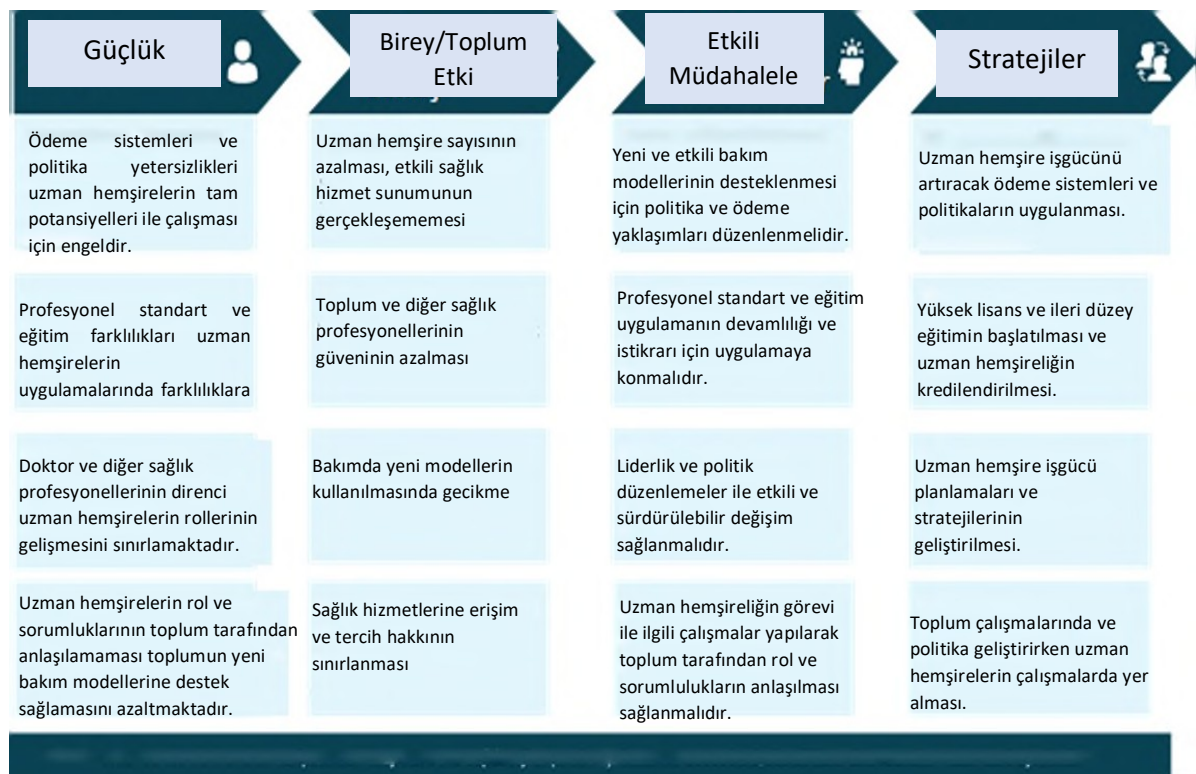 Güçlük
Birey/Toplum
Etki
Etkili
Müdahalele
Stratejiler
Ödeme sistemleri ve
politika yetersizlikleri
uzman hemşirelerin tam
potansiyelleri ile çalışması
için engeldir.
Uzman hemşire sayısının
azalması, etkili sağlık
hizmet sunumunun
gerçekleşememesi
Yeni ve etkili bakım
modellerinin desteklenmesi
için politika ve ödeme
yaklaşımları düzenlenmelidir.
Uzman hemşire işgücünü
artıracak ödeme sistemleri ve
politikaların uygulanması.
Profesyonel standart ve
eğitim farklılıkları uzman
hemşirelerin
uygulamalarında farklılıklara
Toplum ve diğer sağlık
profesyonellerinin
güveninin azalması
Profesyonel standart ve eğitim
uygulamanın devamlılığı ve
istikrarı için uygulamaya
konmalıdır.
Yüksek lisans ve ileri düzey
eğitimin başlatılması ve
uzman hemşireliğin
kredilendirilmesi.
Doktor ve diğer sağlık
profesyonellerinin direnci
uzman hemşirelerin rollerinin
gelişmesini sınırlamaktadır.
Bakımda yeni modellerin
kullanılmasında gecikme
Liderlik ve politik
düzenlemeler ile etkili ve
sürdürülebilir değişim
sağlanmalıdır.
Uzman hemşire işgücü
planlamaları ve
stratejilerinin
geliştirilmesi.
Uzman hemşirelerin rol ve
sorumluklarının toplum tarafından
anlaşılamaması toplumun yeni
bakım modellerine destek
sağlamasını azaltmaktadır.
Sağlık hizmetlerine erişim
ve tercih hakkının
sınırlanması
Uzman hemşireliğin görevi
ile ilgili çalışmalar yapılarak
toplum tarafından rol ve
sorumlulukların anlaşılması
sağlanmalıdır.
Toplum çalışmalarında ve
politika geliştirirken uzman
hemşirelerin çalışmalarda yer
alması.